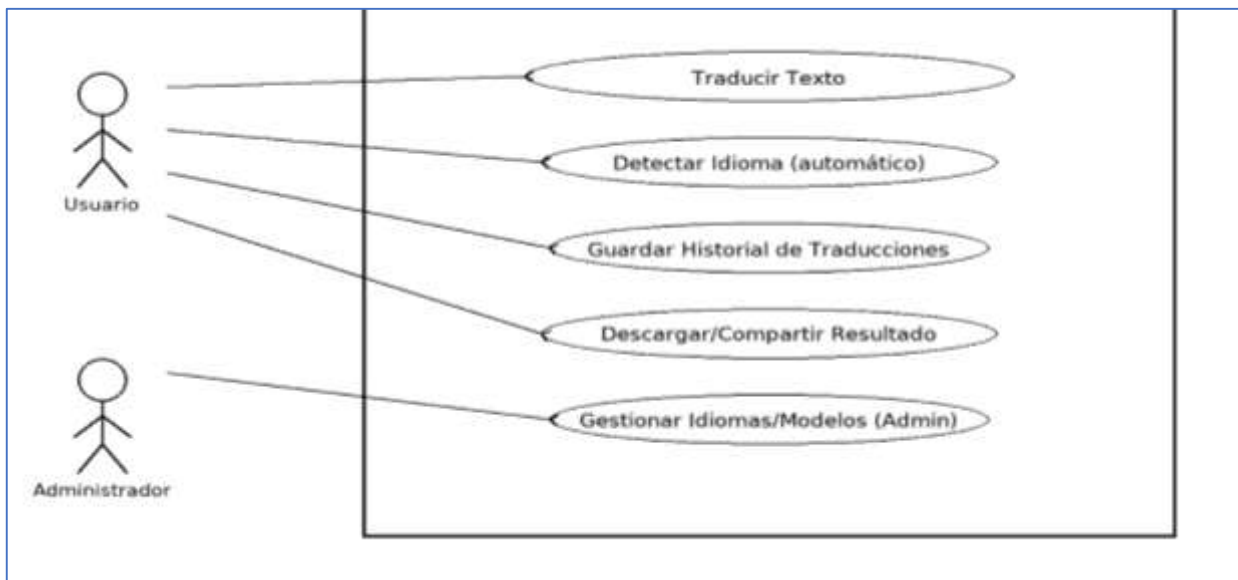 Traducir Texto
Detectar Idioma (automático)
Usuario
Guardar Historial de Traducciones
Descargar/Compartir Resultado
Gestionar Idiomas/Modelos (Admin)
Administrador